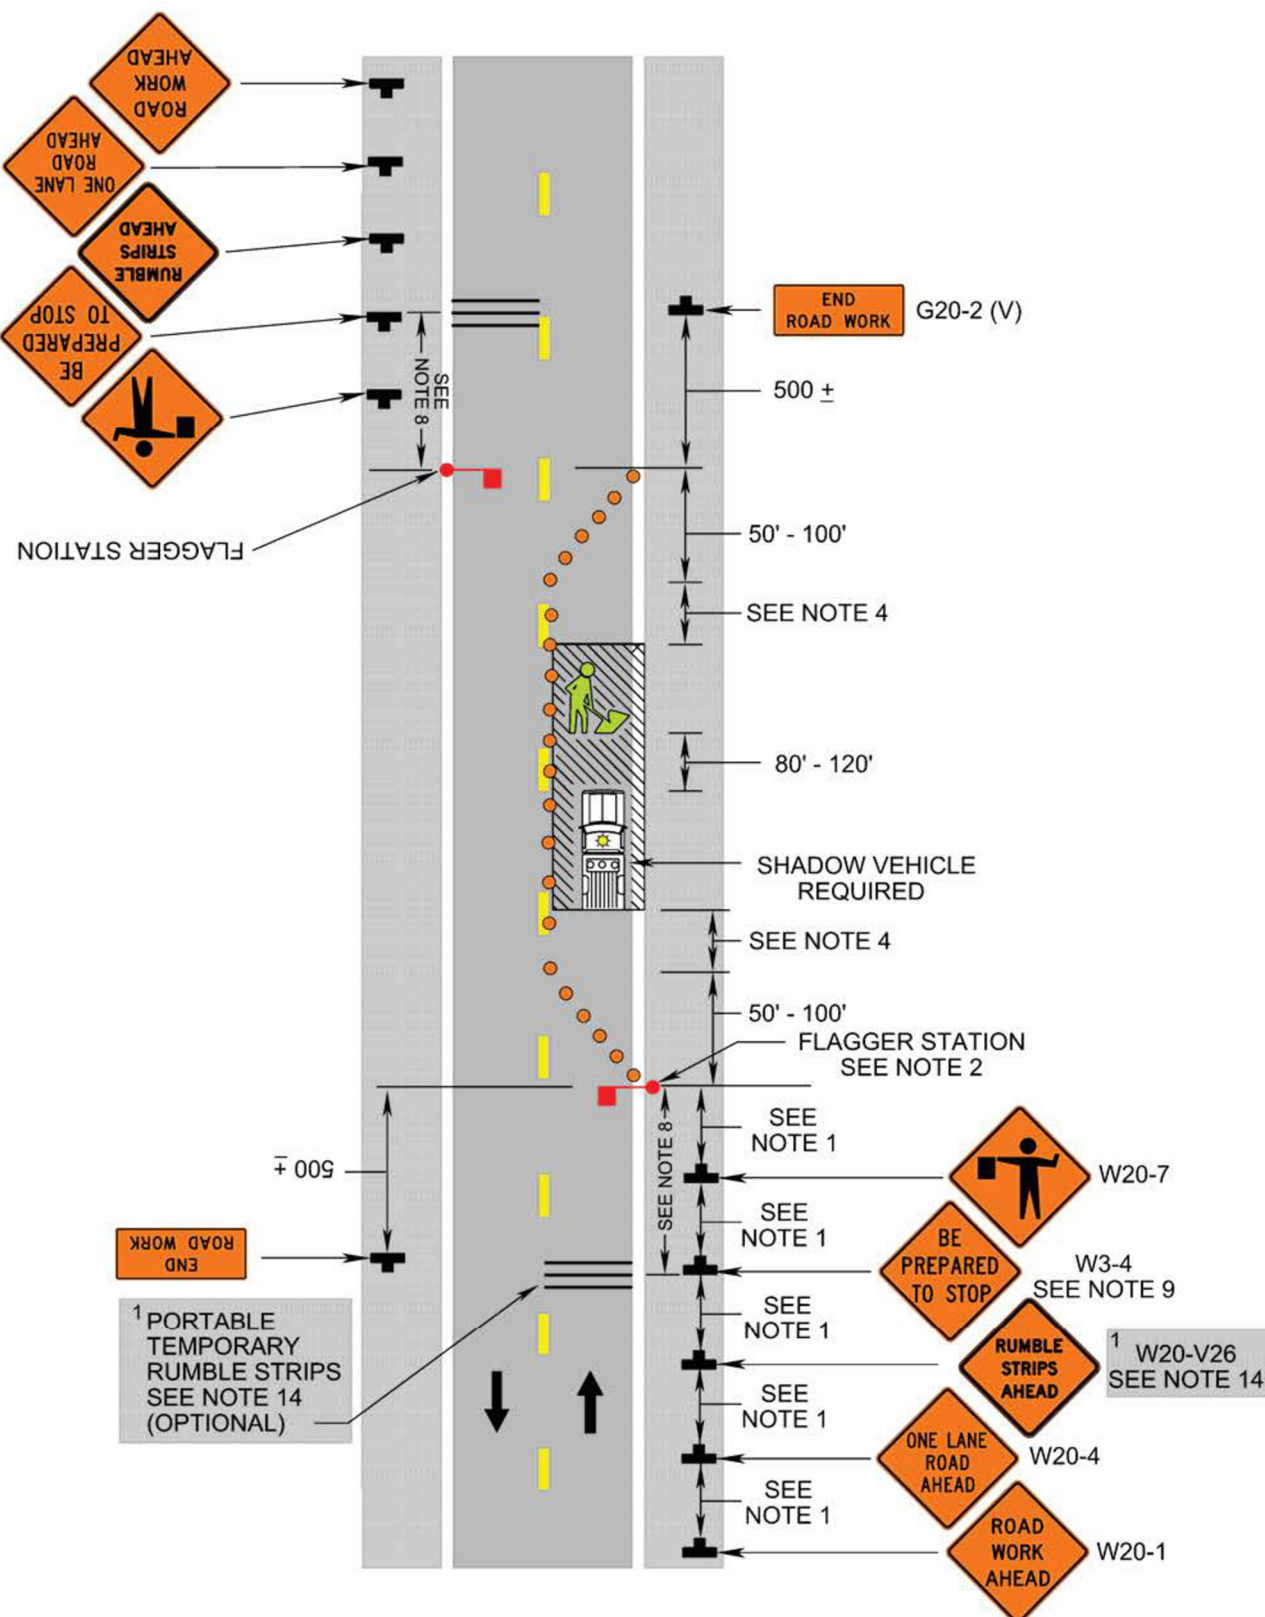 ROAD
WORK
AHEAD
ONE LANE
ROAD
AHEAD
RUMBLE
STRIPS
AHEAD
BE
PREPARED
TO STOP
SEE
NOTE 8
FLAGGER STATION
END
ROAD WORK
G20-2 (V)
500 ±
50' - 100'
SEE NOTE 4
80' - 120'
SHADOW VEHICLE
REQUIRED
SEE NOTE 4
50' - 100'
FLAGGER STATION
SEE NOTE 2
SEE NOTE 8
SEE
NOTE 1
W20-7
SEE
NOTE 1
BE
PREPARED
TO STOP
W3-4
SEE NOTE 9
SEE
NOTE 1
RUMBLE
STRIPS
AHEAD
1 W20-V26
SEE NOTE 14
SEE
NOTE 1
ONE LANE
ROAD
AHEAD
W20-4
SEE
NOTE 1
ROAD
WORK
AHEAD
W20-1
500 ±
END
ROAD WORK
1 PORTABLE
TEMPORARY
RUMBLE STRIPS
SEE NOTE 14
(OPTIONAL)